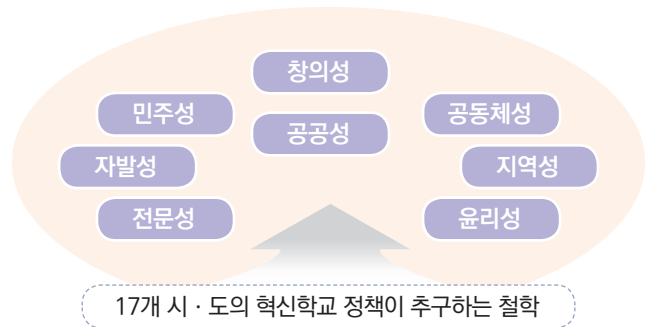 창의성
민주성
공공성
공동체성
자발성
지역성
전문성
윤리성
17개 시 · 도의 혁신학교 정책이 추구하는 철학